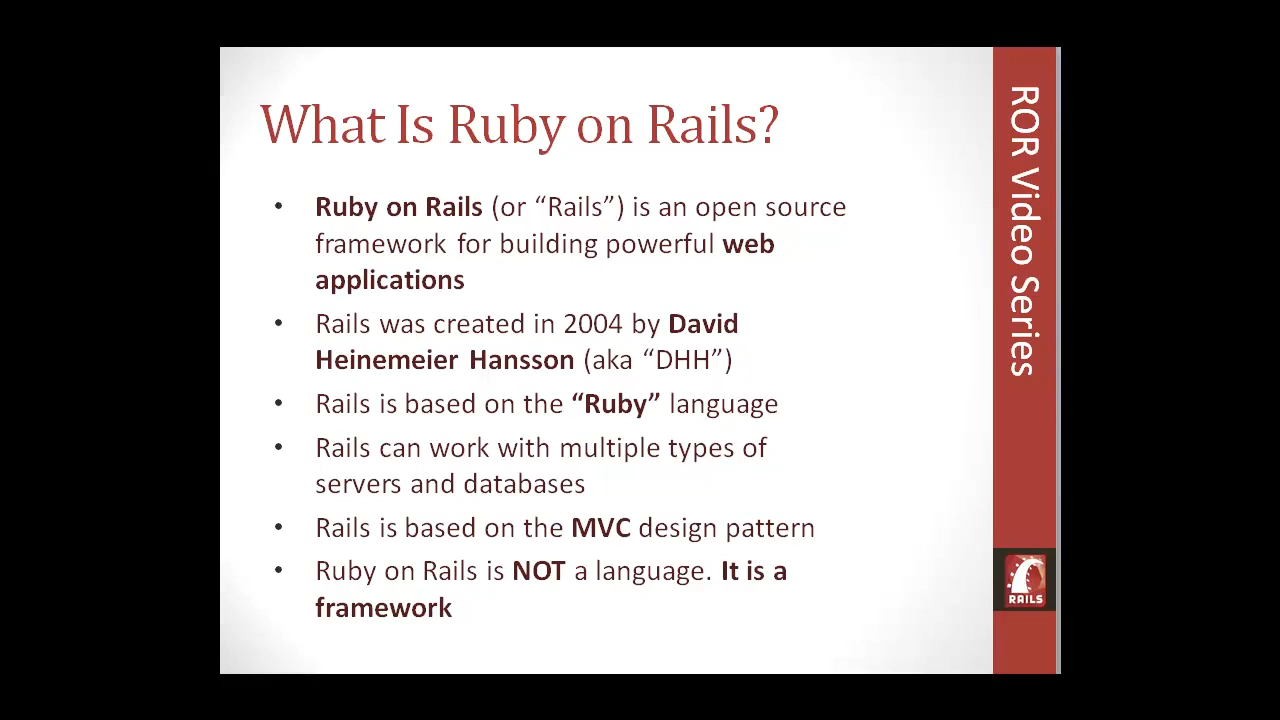 What Is Ruby on Rails?
• Ruby on Rails (or “Rails”) is an open source
framework for building powerful web
applications
• Rails was created in 2004 by David
Heinemeier Hansson (aka “DHH”)
• Rails is based on the “Ruby” language
• Rails can work with multiple types of
servers and databases
• Rails is based on the MVC design pattern
• Ruby on Rails is NOT a language. It is a
framework
ROR Video Series
RAILS